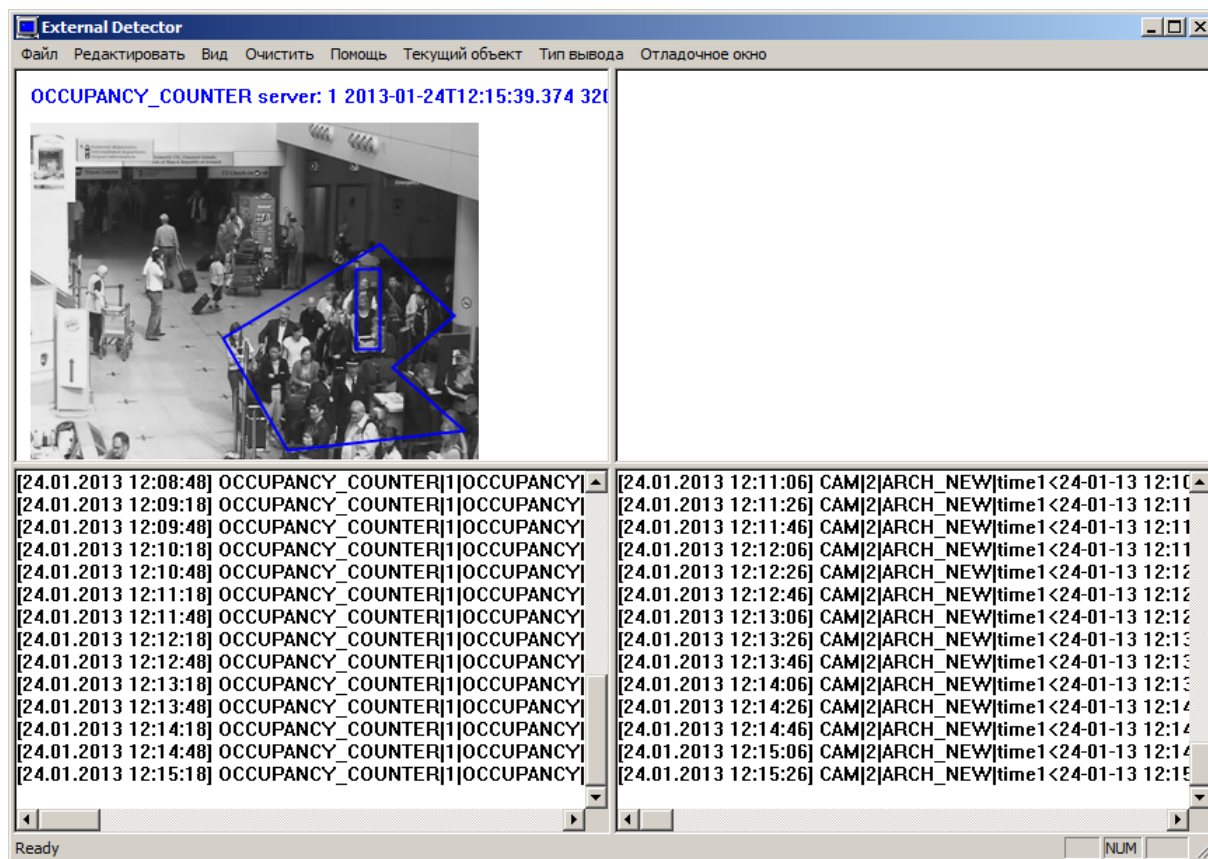 External Detector
Файл Редактировать Вид Очистить Помощь Текущий объект Тип вывода Отладочное окно
OCCUPANCY_COUNTER server: 1 2013-01-24T12:15:39.374 320
[24.01.2013 12:08:48] OCCUPANCY_COUNTER|1|OCCUPANCY|
[24.01.2013 12:09:18] OCCUPANCY_COUNTER|1|OCCUPANCY|
[24.01.2013 12:09:48] OCCUPANCY_COUNTER|1|OCCUPANCY|
[24.01.2013 12:10:18] OCCUPANCY_COUNTER|1|OCCUPANCY|
[24.01.2013 12:10:48] OCCUPANCY_COUNTER|1|OCCUPANCY|
[24.01.2013 12:11:18] OCCUPANCY_COUNTER|1|OCCUPANCY|
[24.01.2013 12:11:48] OCCUPANCY_COUNTER|1|OCCUPANCY|
[24.01.2013 12:12:18] OCCUPANCY_COUNTER|1|OCCUPANCY|
[24.01.2013 12:12:48] OCCUPANCY_COUNTER|1|OCCUPANCY|
[24.01.2013 12:13:18] OCCUPANCY_COUNTER|1|OCCUPANCY|
[24.01.2013 12:13:48] OCCUPANCY_COUNTER|1|OCCUPANCY|
[24.01.2013 12:14:18] OCCUPANCY_COUNTER|1|OCCUPANCY|
[24.01.2013 12:14:48] OCCUPANCY_COUNTER|1|OCCUPANCY|
[24.01.2013 12:15:18] OCCUPANCY_COUNTER|1|OCCUPANCY|
[24.01.2013 12:11:06] CAM|2|ARCH_NEW|time1<24-01-13 12:10
[24.01.2013 12:11:26] CAM|2|ARCH_NEW|time1<24-01-13 12:11
[24.01.2013 12:11:46] CAM|2|ARCH_NEW|time1<24-01-13 12:11
[24.01.2013 12:12:06] CAM|2|ARCH_NEW|time1<24-01-13 12:11
[24.01.2013 12:12:26] CAM|2|ARCH_NEW|time1<24-01-13 12:12
[24.01.2013 12:12:46] CAM|2|ARCH_NEW|time1<24-01-13 12:12
[24.01.2013 12:13:06] CAM|2|ARCH_NEW|time1<24-01-13 12:12
[24.01.2013 12:13:26] CAM|2|ARCH_NEW|time1<24-01-13 12:13
[24.01.2013 12:13:46] CAM|2|ARCH_NEW|time1<24-01-13 12:13
[24.01.2013 12:14:06] CAM|2|ARCH_NEW|time1<24-01-13 12:13
[24.01.2013 12:14:26] CAM|2|ARCH_NEW|time1<24-01-13 12:14
[24.01.2013 12:14:46] CAM|2|ARCH_NEW|time1<24-01-13 12:14
[24.01.2013 12:15:06] CAM|2|ARCH_NEW|time1<24-01-13 12:14
[24.01.2013 12:15:26] CAM|2|ARCH_NEW|time1<24-01-13 12:15
Ready
NUM